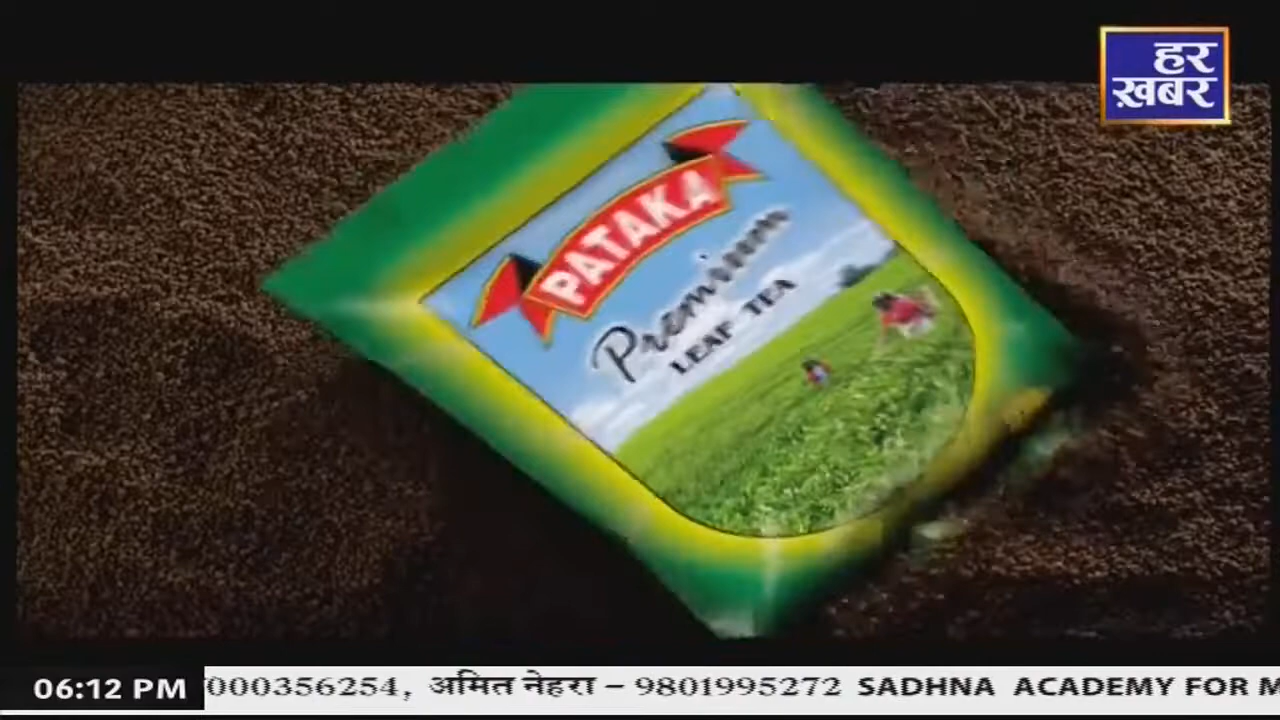 हर
ख़बर
PATAKA
Premium
LEAF TEA
06:12 PM
000356254, अमित नेहरा – 9801995272 SADHNA ACADEMY FOR M